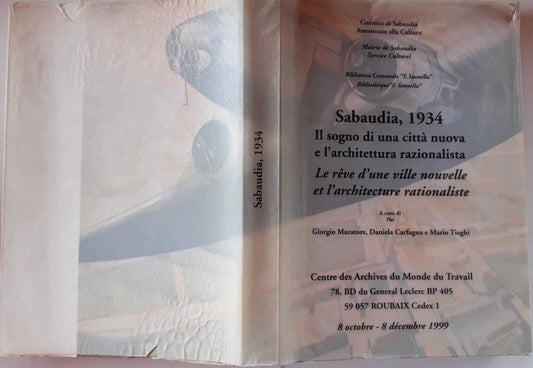 Sabaudia, 1934
Comune di Sabaudia
Assessorato alla Cultura
Mairie de Sabaudia
Service Culturel
Biblioteca Comunale "F. Iannella"
Bibliothèque "F. Iannella"
Sabaudia, 1934
Il sogno di una città nuova
e l'architettura razionalista
Le rêve d'une ville nouvelle
et l'architecture rationaliste
A cura di
Par
Giorgio Muratore, Daniela Carfagna e Mario Tieghi
Centre des Archives du Monde du Travail
78, BD du General Leclerc BP 405
59 057 ROUBAIX Cedex 1
8 octobre - 8 décembre 1999